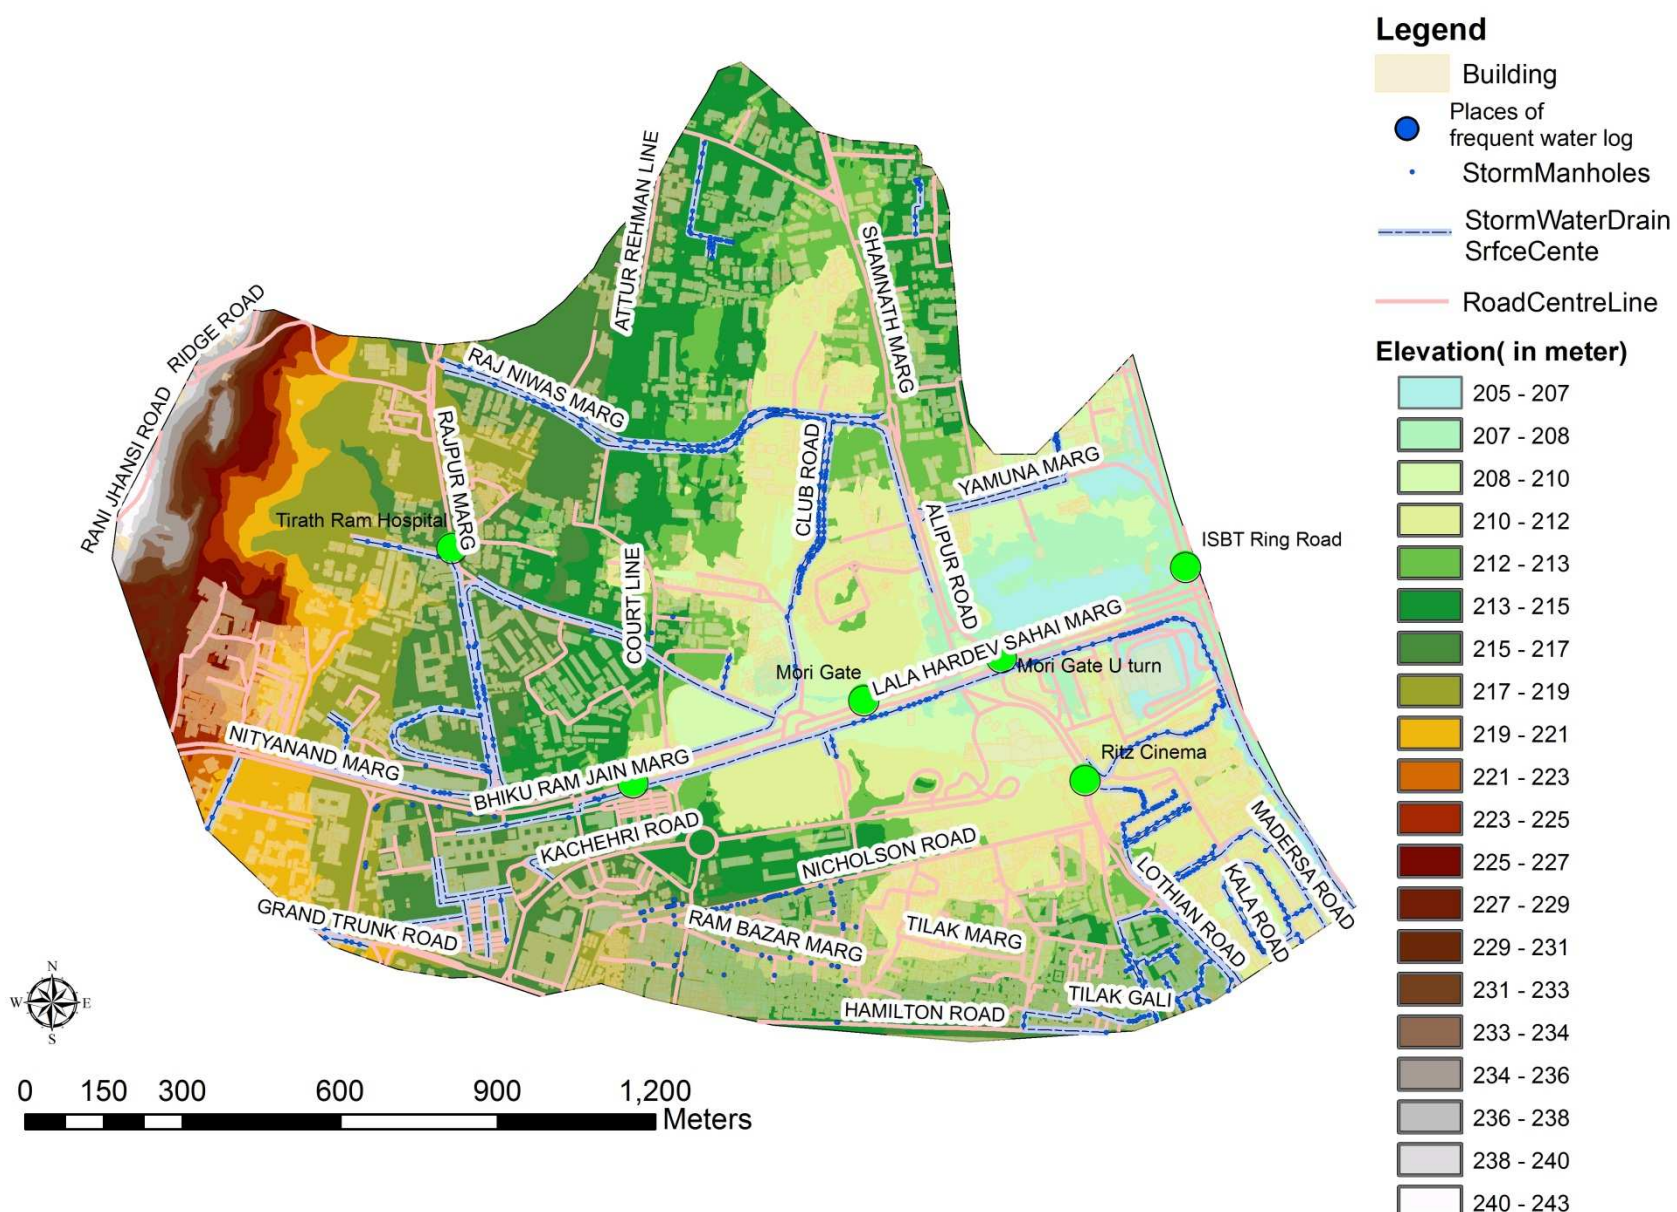 Legend
Building
Places of
frequent water log
StormManholes
StormWaterDrain
SrfceCente
RoadCentreLine
Elevation( in meter)
205 - 207
207 - 208
208 - 210
210 - 212
212 - 213
213 - 215
215 - 217
217 - 219
219 - 221
221 - 223
223 - 225
225 - 227
227 - 229
229 - 231
231 - 233
233 - 234
234 - 236
236 - 238
238 - 240
240 - 243
ATTUR REHMAN LINE
SHAMNATH MARG
RIDGE ROAD
RAJ NIWAS MARG
RANI JHANSI ROAD
RAJPUR MARG
CLUB ROAD
YAMUNA MARG
Tirath Ram Hospital
ALIPUR ROAD
ISBT Ring Road
COURT LINE
LALA HARDEV SAHAI MARG
Mori Gate
Mori Gate U turn
NITYANAND MARG
BHIKU RAM JAIN MARG
Ritz Cinema
KACHEHRI ROAD
NICHOLSON ROAD
MADERSA ROAD
LOTHIAN ROAD
KALA ROAD
GRAND TRUNK ROAD
RAM BAZAR MARG
TILAK MARG
TILAK GALI
HAMILTON ROAD
N
W E
S
0 150 300 600 900 1,200
Meters